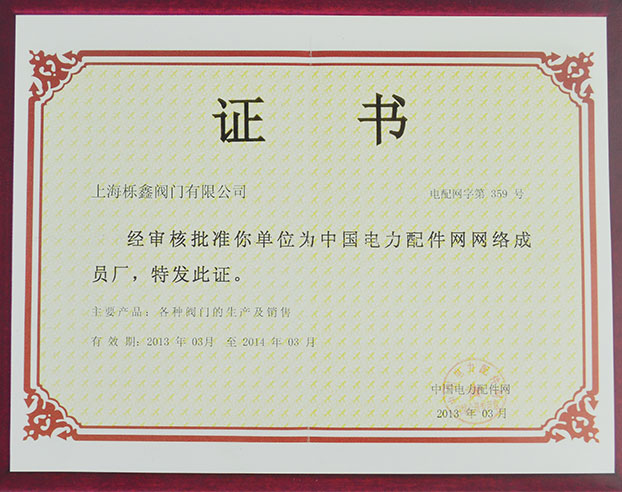 证 书
上海栎鑫阀门有限公司
电配网字第 359 号
经审核批准你单位为中国电力配件网网络成
员厂，特发此证。
主要产品：各种阀门的生产及销售
有 效 期：2013 年 03月 至 2014 年 03 月
中国电力配件网
2013 年 03月